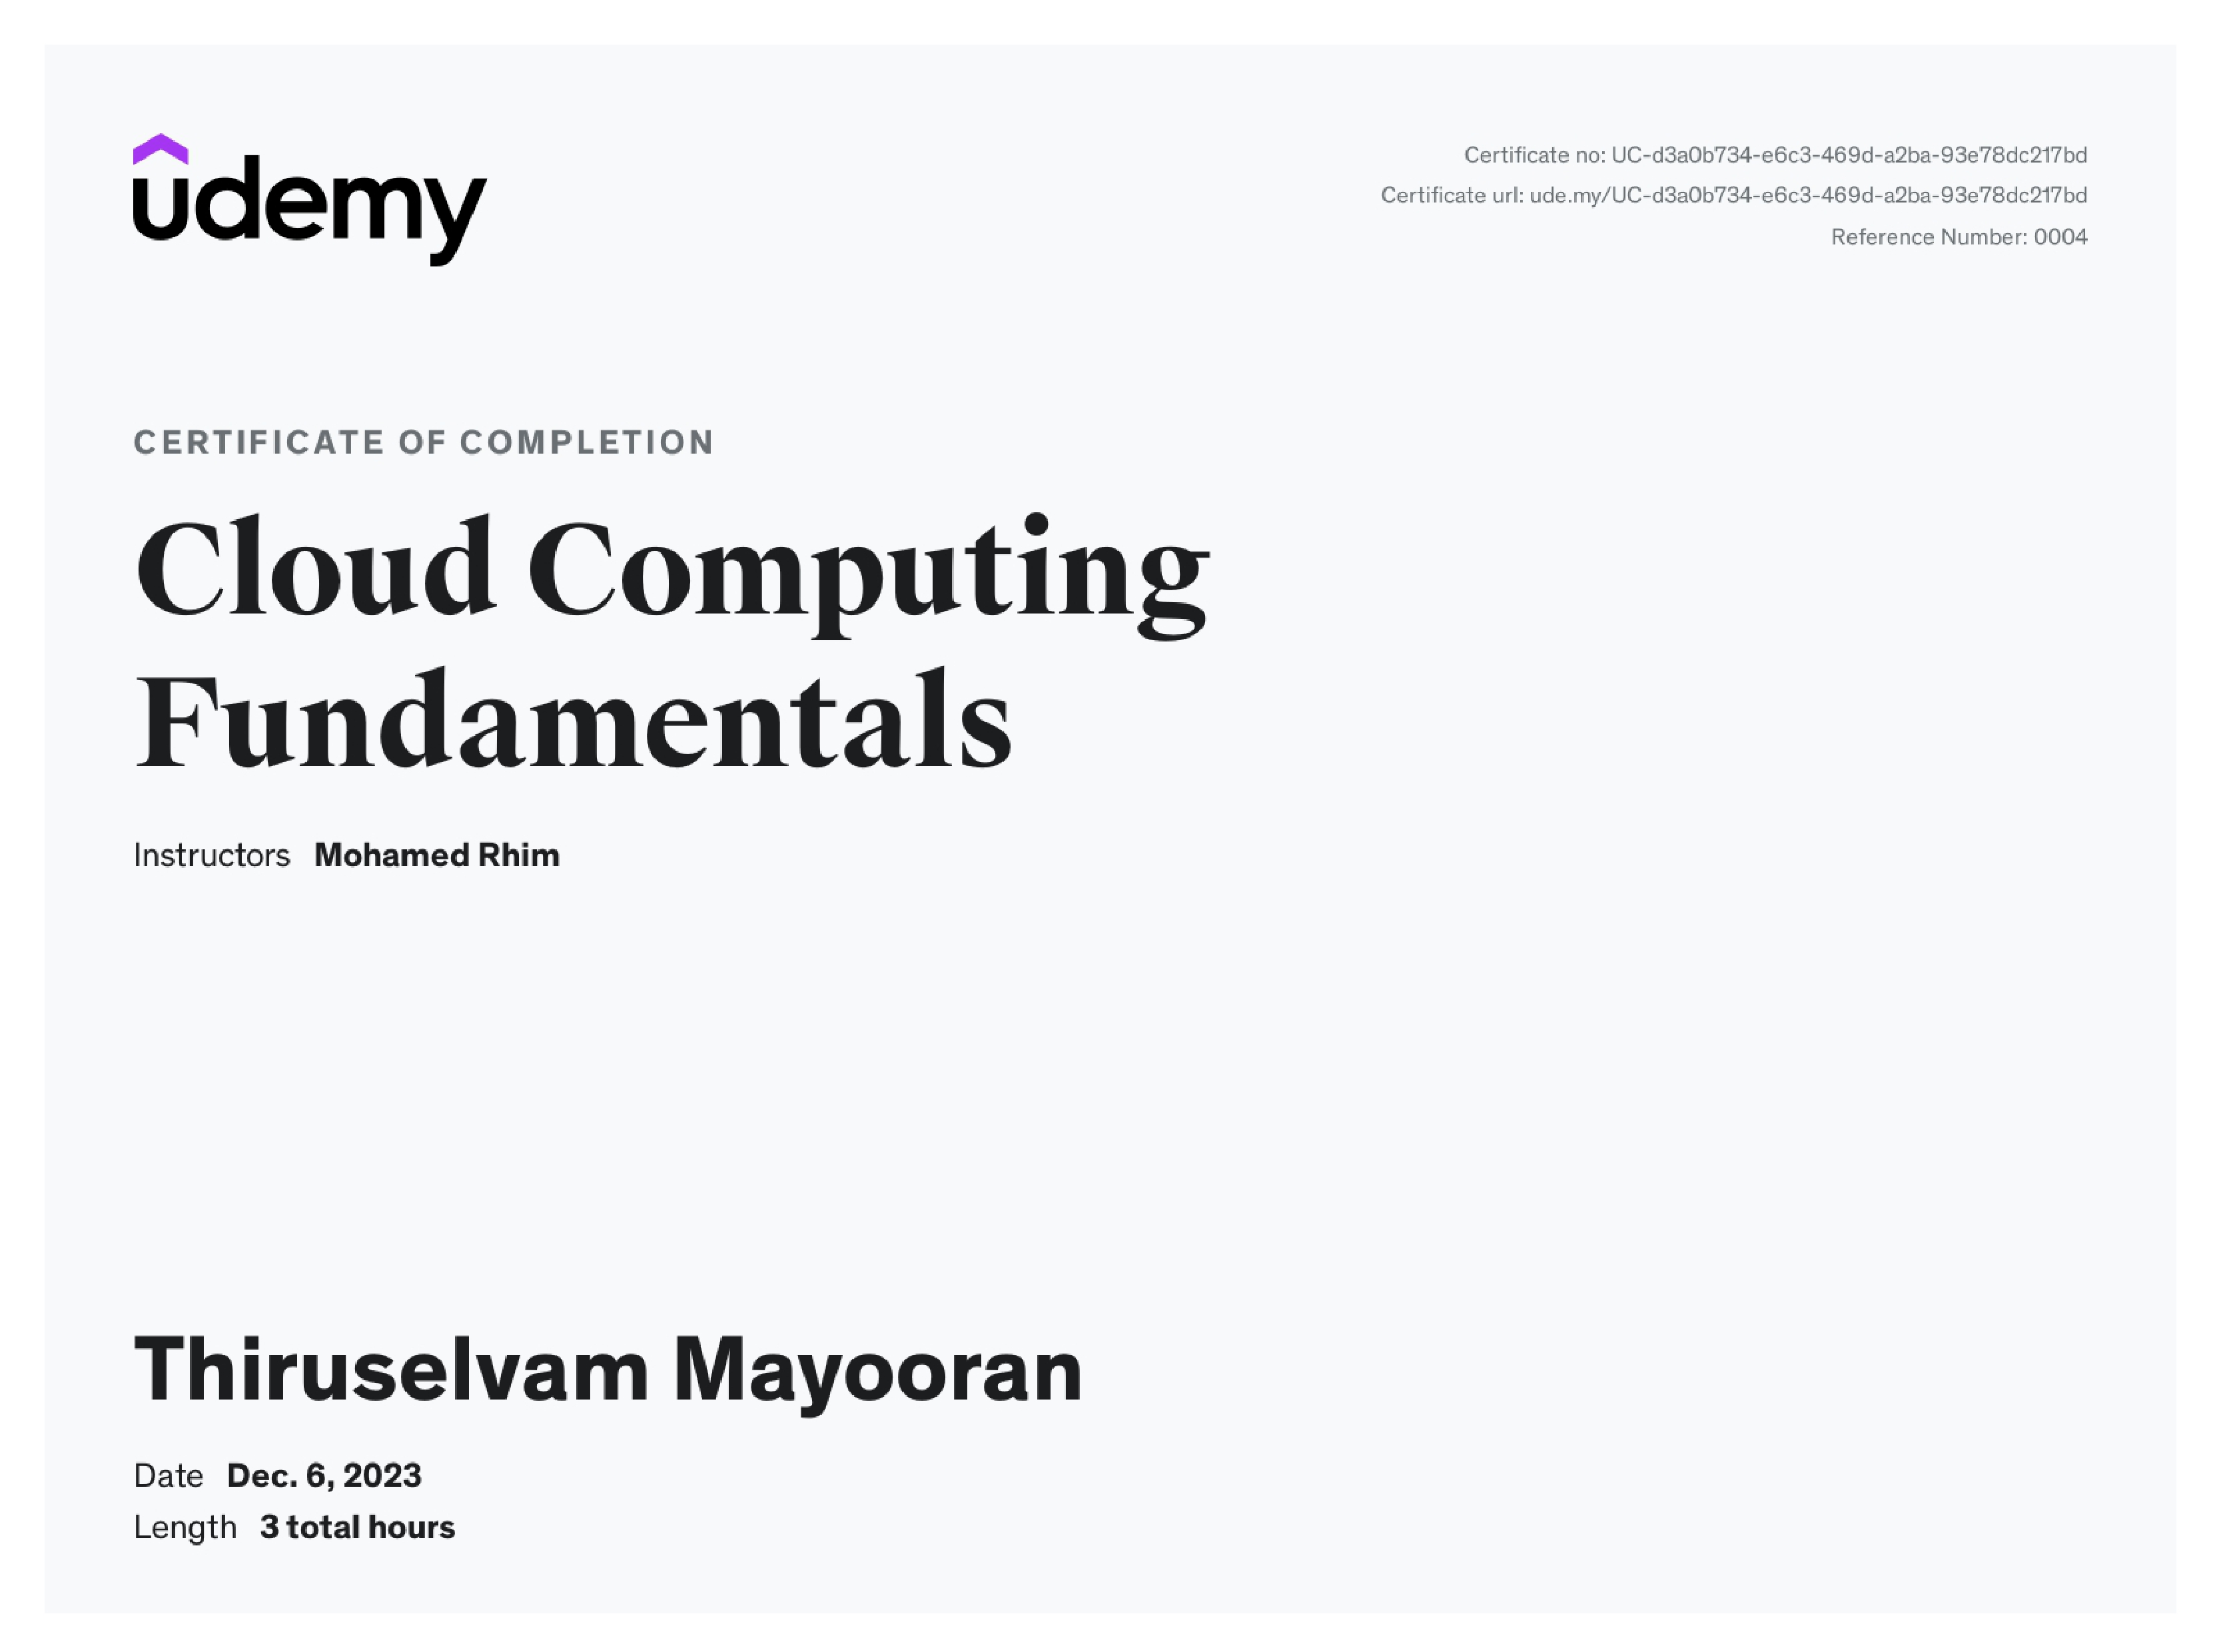 udemy
Certificate no: UC-d3a0b734-e6c3-469d-a2ba-93e78dc217bd
Certificate url: ude.my/UC-d3a0b734-e6c3-469d-a2ba-93e78dc217bd
Reference Number: 0004
CERTIFICATE OF COMPLETION
Cloud Computing
Fundamentals
Instructors Mohamed Rhim
Thiruselvam Mayooran
Date Dec. 6, 2023
Length 3 total hours